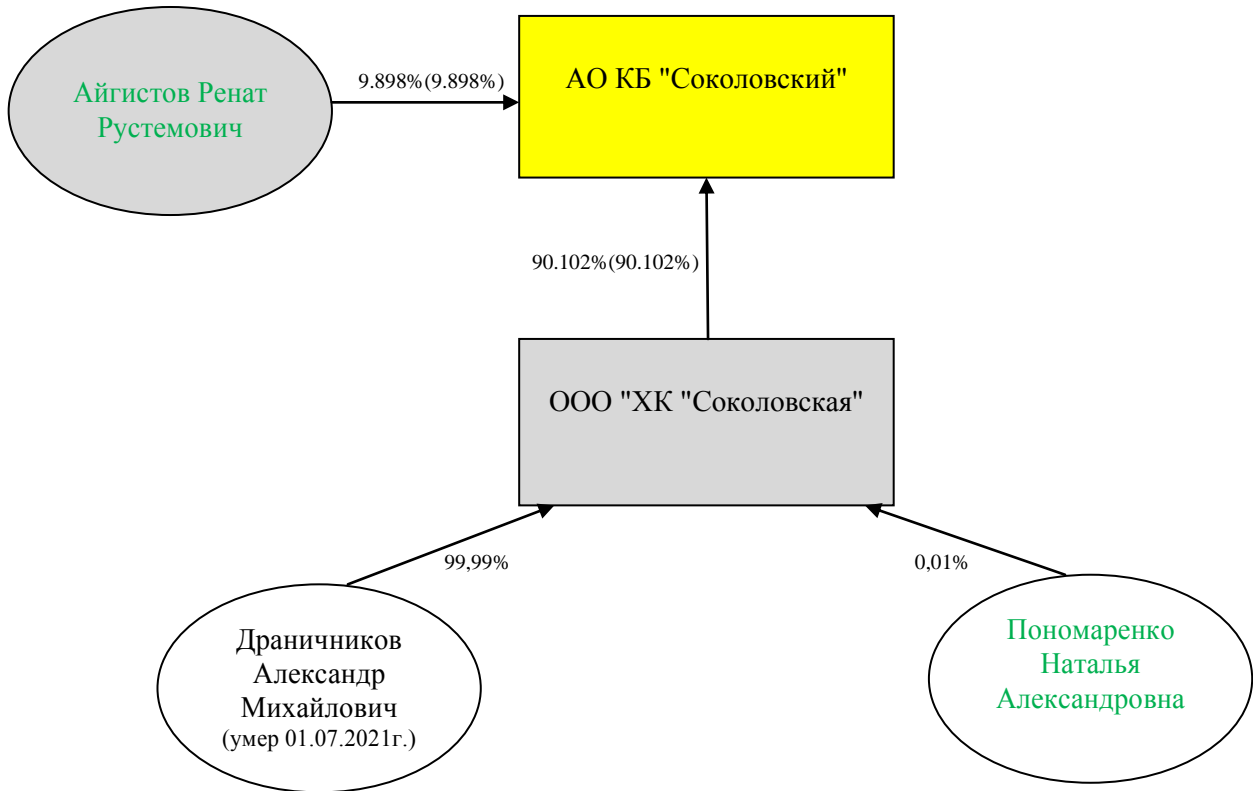 9.898%(9.898%)
АО КБ "Соколовский"
Айгистов Ренат
Рустемович
90.102%(90.102%)
ООО "ХК "Соколовская"
99,99%
0,01%
Драничников
Александр
Михайлович
(умер 01.07.2021г.)
Пономаренко
Наталья
Александровна